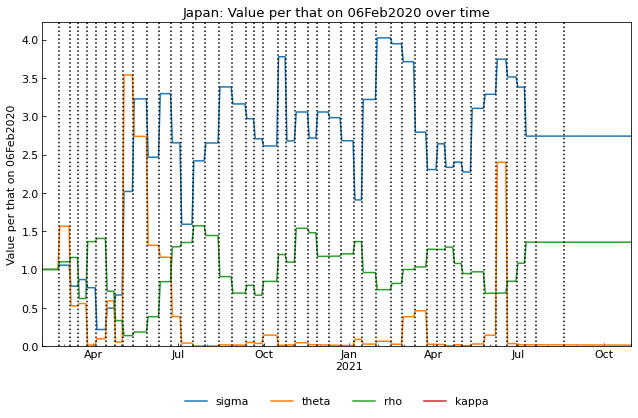 Japan: Value per that on 06Feb2020 over time
Value per that on 06Feb2020
4.0
3.5
3.0
2.5
2.0
1.5
1.0
0.5
0.0
Apr Jul Oct Jan Apr Jul Oct
2021
sigma theta rho kappa